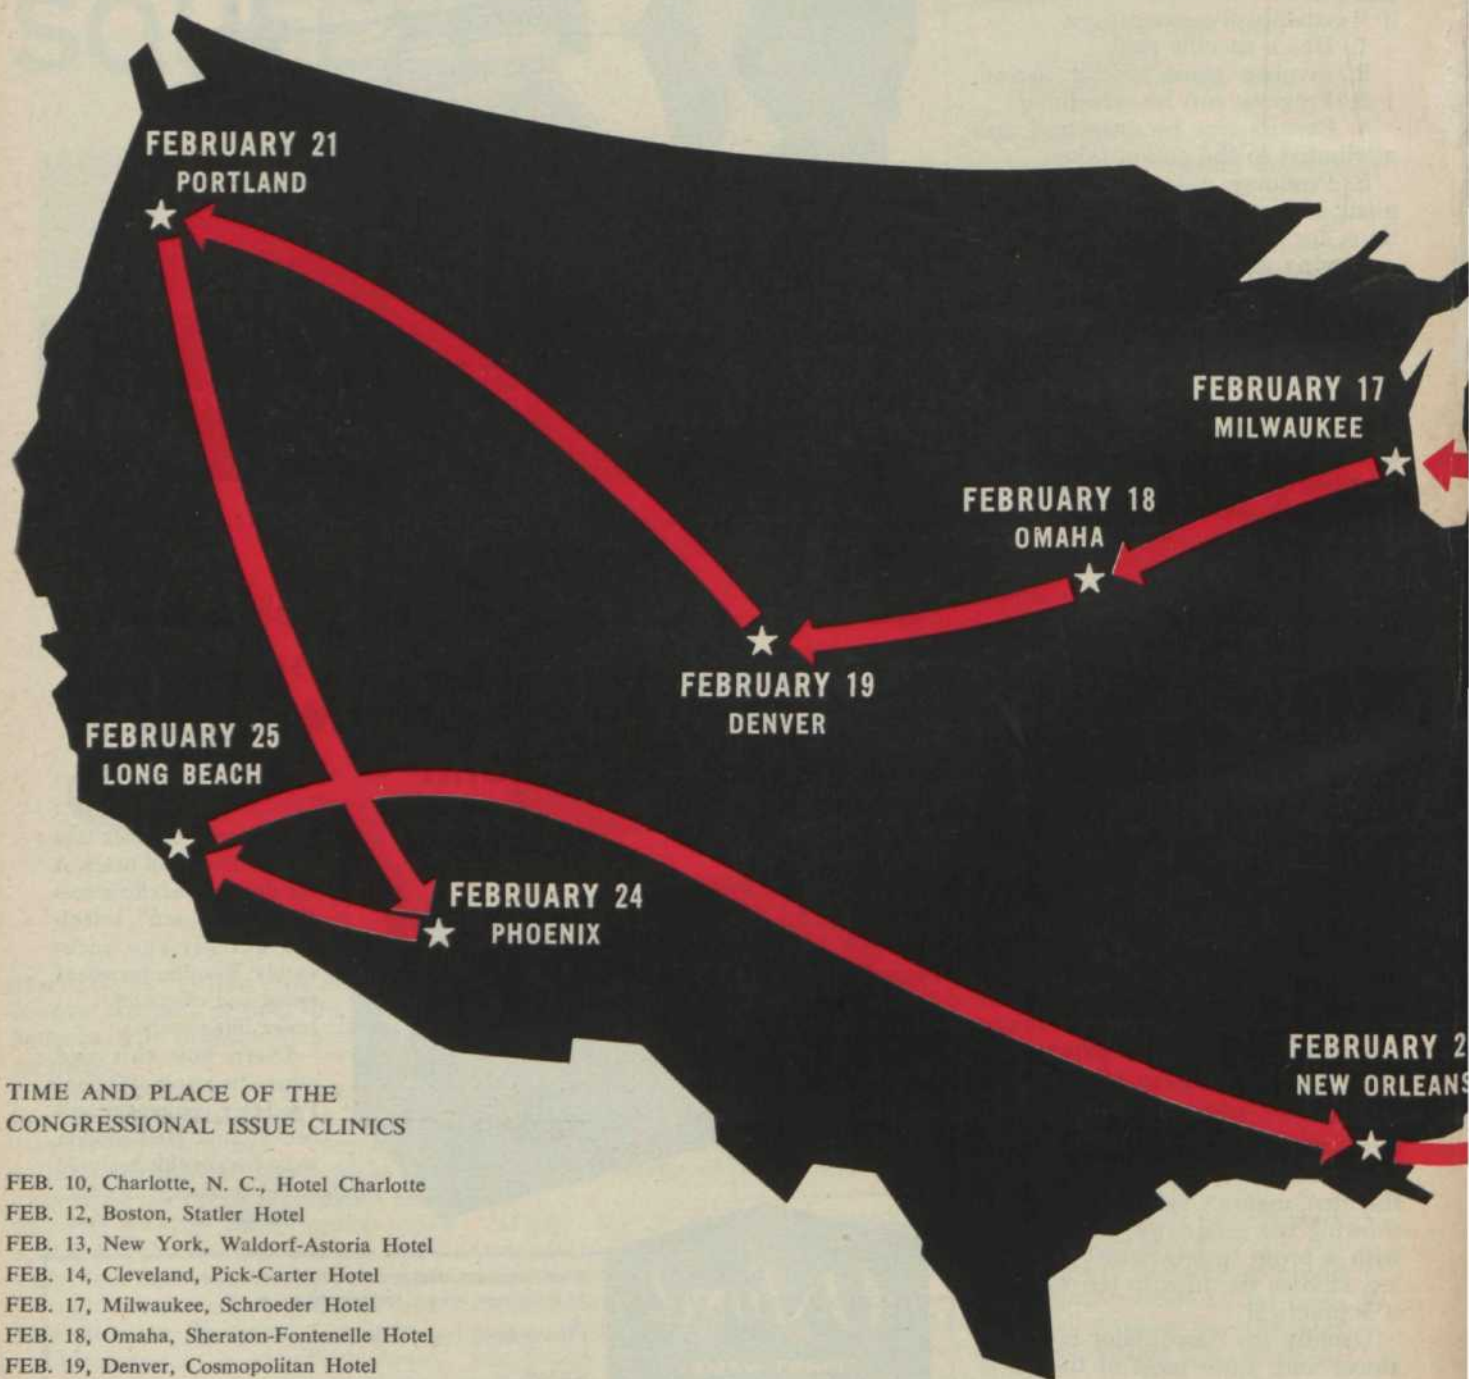 FEBRUARY 21
PORTLAND
FEBRUARY 17
MILWAUKEE
FEBRUARY 18
OMAHA
FEBRUARY 19
DENVER
FEBRUARY 25
LONG BEACH
FEBRUARY 24
PHOENIX
FEBRUARY 2
NEW ORLEANS
TIME AND PLACE OF THE
CONGRESSIONAL ISSUE CLINICS
FEB. 10, Charlotte, N. C., Hotel Charlotte
FEB. 12, Boston, Statler Hotel
FEB. 13, New York, Waldorf-Astoria Hotel
FEB. 14, Cleveland, Pick-Carter Hotel
FEB. 17, Milwaukee, Schroeder Hotel
FEB. 18, Omaha, Sheraton-Fontenelle Hotel
FEB. 19, Denver, Cosmopolitan Hotel